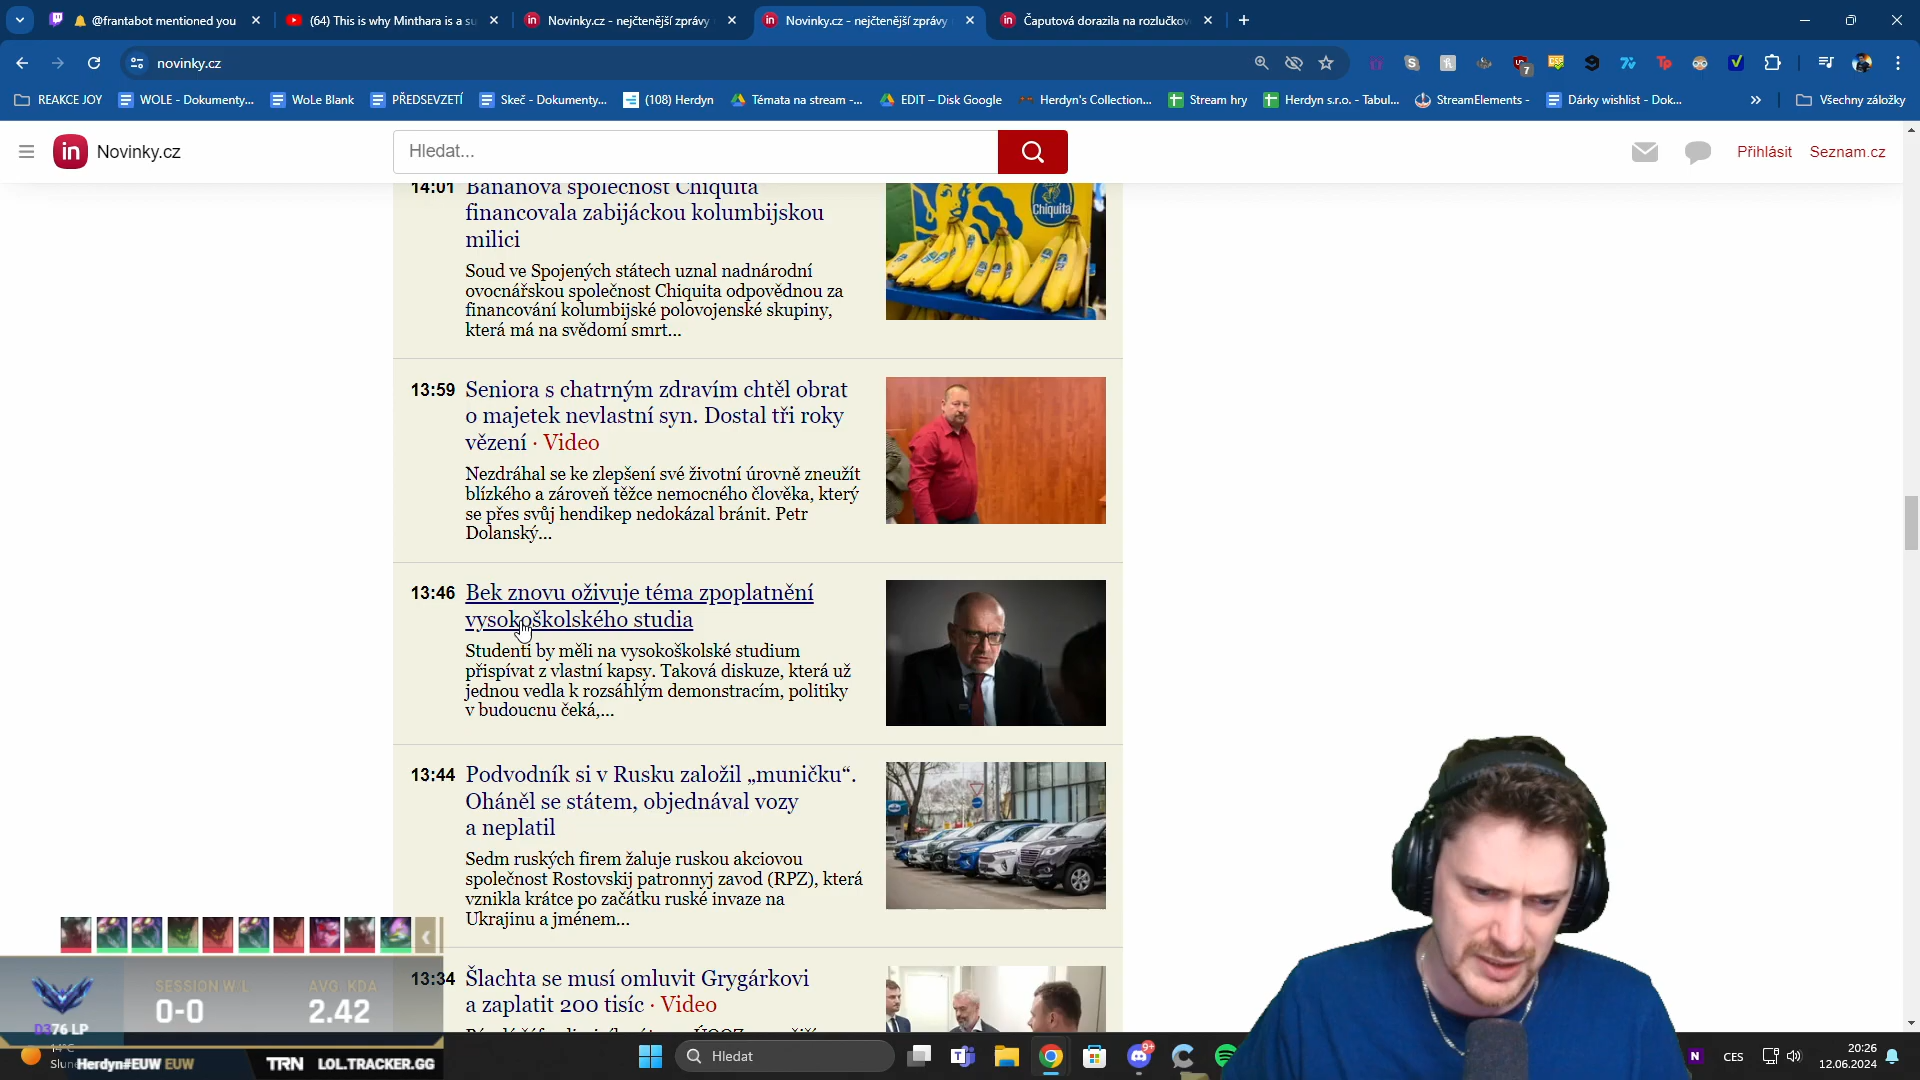 @frantabot mentioned you
(64) This is why Minthara is a su
Novinky.cz - nejčtenější zprávy
Novinky.cz - nejčtenější zprávy
Čaputová dorazila na rozlučkov
novinky.cz
REAKCE JOY
WOLE - Dokumenty...
WoLe Blank
PŘEDSEVZETÍ
Skeč - Dokumenty...
(108) Herdyn
Témata na stream -...
EDIT – Disk Google
Herdyn's Collection...
Stream hry
Herdyn s.r.o. - Tabul...
StreamElements -
Dárky wishlist - Dok...
Všechny záložky
in Novinky.cz
Hledat...
Přihlásit
Seznam.cz
14:01 Bananová společnost Chiquita
financovala zabijáckou kolumbijskou
milici
Soud ve Spojených státech uznal nadnárodní
ovocnářskou společnost Chiquita odpovědnou za
financování kolumbijské polovojenské skupiny,
která má na svědomí smrt...
Chiquita
13:59 Seniora s chatrným zdravím chtěl obrat
o majetek nevlastní syn. Dostal tři roky
vězení · Video
Nezdráhal se ke zlepšení své životní úrovně zneužít
blízkého a zároveň těžce nemocného člověka, který
se přes svůj hendikep nedokázal bránit. Petr
Dolanský...
13:46 Bek znovu oživuje téma zpoplatnění
vysokoškolského studia
Studenti by měli na vysokoškolské studium
přispívat z vlastní kapsy. Taková diskuze, která už
jednou vedla k rozsáhlým demonstracím, politiky
v budoucnu čeká,...
13:44 Podvodník si v Rusku založil „muničku“.
Oháněl se státem, objednával vozy
a neplatil
Sedm ruských firem žaluje ruskou akciovou
společnost Rostovskij patronnyj zavod (RPZ), která
vznikla krátce po začátku ruské invaze na
Ukrajinu a jménem...
13:34 Šlachta se musí omluvit Grygárkovi
a zaplatit 200 tisíc · Video
SESSION W/L
0-0
AVG KDA
2.42
D3 76 LP
14°C
Herdyn#EUW EUW
TRN LOL.TRACKER.GG
Hledat
9+
CES
20:26
12.06.2024